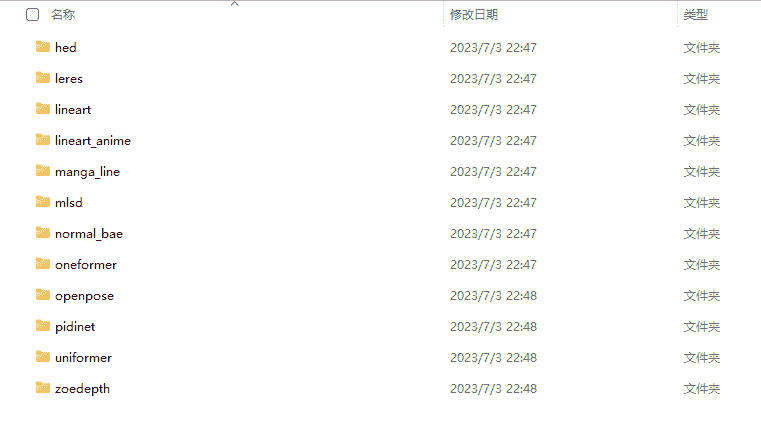 名称 修改日期 类型
hed 2023/7/3 22:47 文件夹
leres 2023/7/3 22:47 文件夹
lineart 2023/7/3 22:47 文件夹
lineart_anime 2023/7/3 22:47 文件夹
manga_line 2023/7/3 22:47 文件夹
mlsd 2023/7/3 22:47 文件夹
normal_bae 2023/7/3 22:47 文件夹
oneformer 2023/7/3 22:47 文件夹
openpose 2023/7/3 22:48 文件夹
pidinet 2023/7/3 22:48 文件夹
uniformer 2023/7/3 22:48 文件夹
zoedepth 2023/7/3 22:48 文件夹